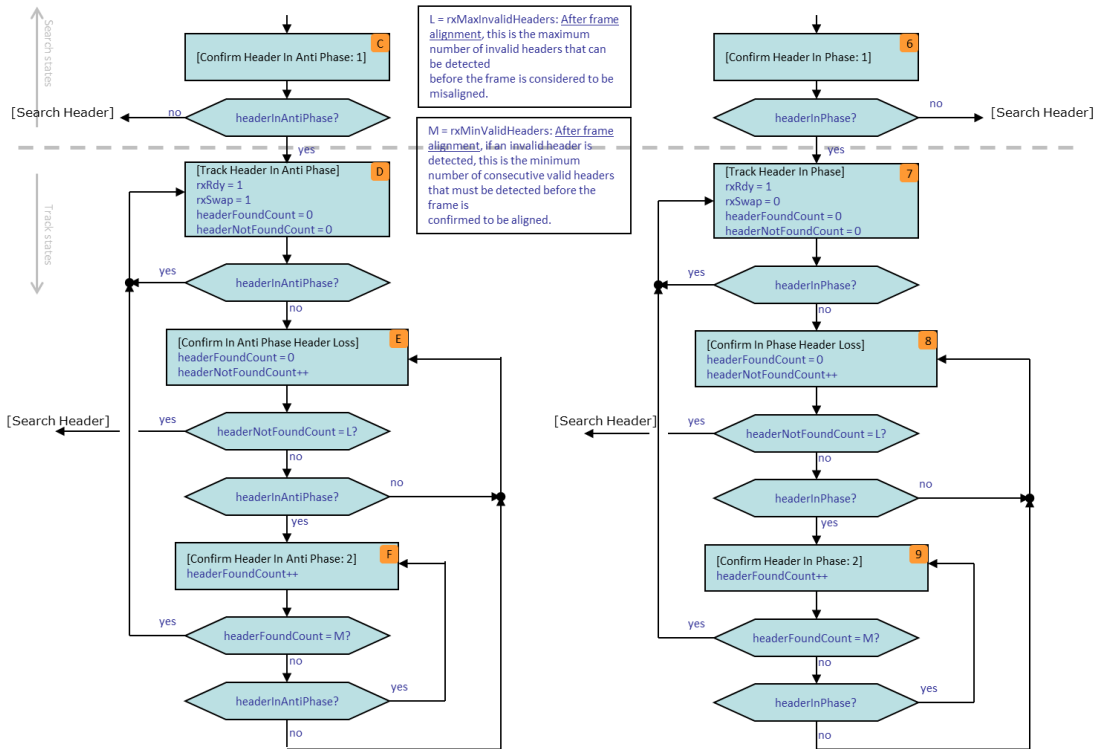 Search states
Track states
C
[Confirm Header In Anti Phase: 1]
headerInAntiPhase?
no
[Search Header]
yes
D
[Track Header In Anti Phase]
rxRdy = 1
rxSwap = 1
headerFoundCount = 0
headerNotFoundCount = 0
headerInAntiPhase?
yes
no
E
[Confirm In Anti Phase Header Loss]
headerFoundCount = 0
headerNotFoundCount++
headerNotFoundCount = L?
yes
[Search Header]
no
headerInAntiPhase?
no
yes
F
[Confirm Header In Anti Phase: 2]
headerFoundCount++
headerFoundCount = M?
yes
no
headerInAntiPhase?
yes
no
L = rxMaxInvalidHeaders: After frame
alignment, this is the maximum
number of invalid headers that can
be detected
before the frame is considered to be
misaligned.
M = rxMinValidHeaders: After frame
alignment, if an invalid header is
detected, this is the minimum
number of consecutive valid headers
that must be detected before the
frame is
confirmed to be aligned.
6
[Confirm Header In Phase: 1]
headerInPhase?
no
[Search Header]
yes
7
[Track Header In Phase]
rxRdy = 1
rxSwap = 0
headerFoundCount = 0
headerNotFoundCount = 0
headerInPhase?
yes
no
8
[Confirm In Phase Header Loss]
headerFoundCount = 0
headerNotFoundCount++
headerNotFoundCount = L?
yes
[Search Header]
no
headerInPhase?
no
yes
9
[Confirm Header In Phase: 2]
headerFoundCount++
headerFoundCount = M?
yes
no
headerInPhase?
yes
no